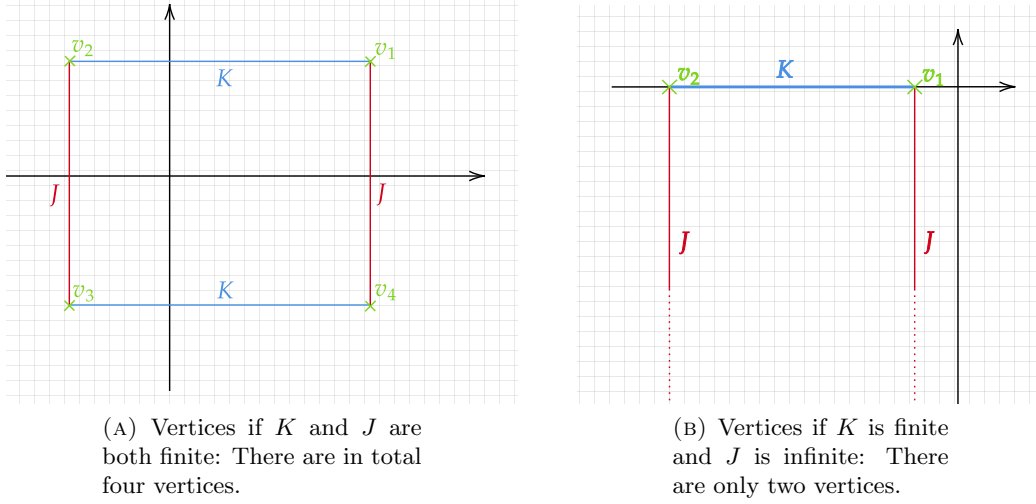 v₂
v₁
K
J
J
v₃
K
v₄
(A) Vertices if K and J are
both finite: There are in total
four vertices.
v₂
K
v₁
J
J
(B) Vertices if K is finite
and J is infinite: There
are only two vertices.